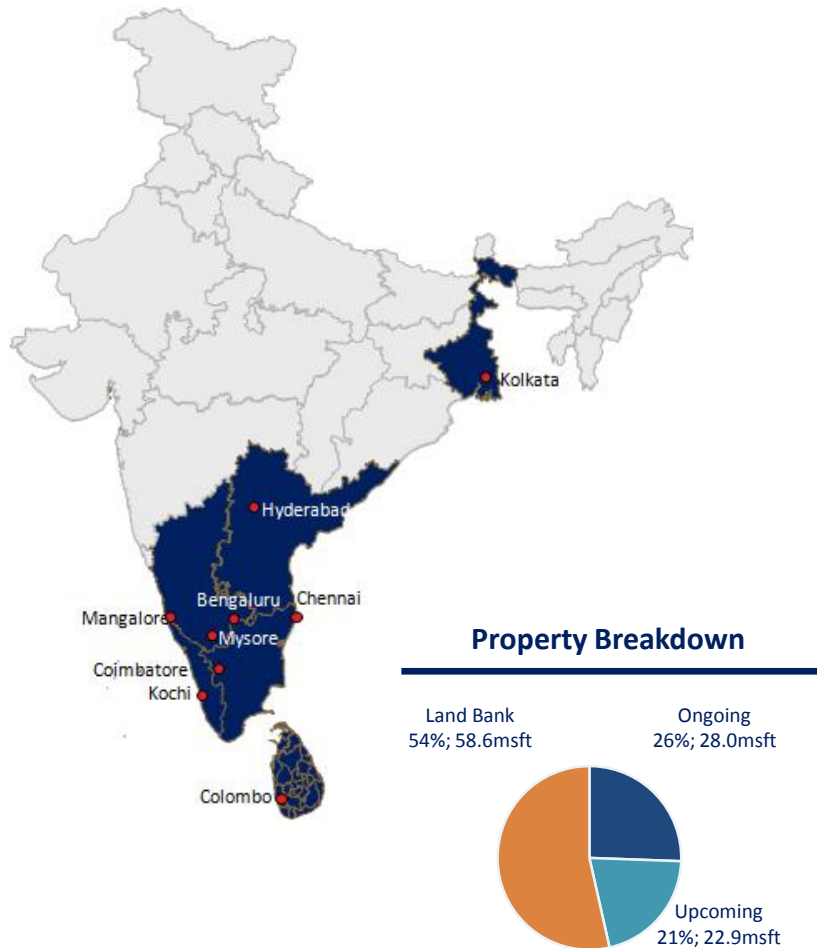 Kolkata
Hyderabad
Bengaluru
Chennai
Mangalore
Mysore
Coimbatore
Kochi
Colombo
Property Breakdown
Land Bank
54%; 58.6msft
Ongoing
26%; 28.0msft
Upcoming
21%; 22.9msft